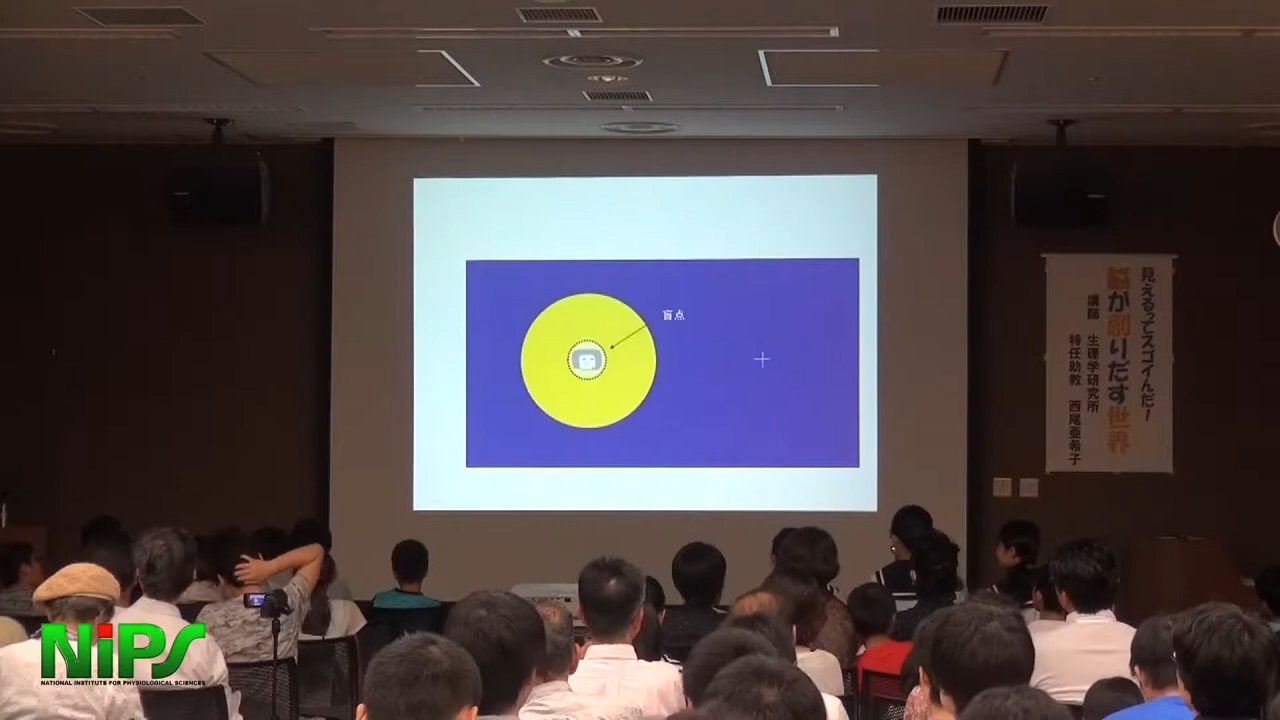 盲点
見えるってスゴイんだ!
脳が創りだす世界
講師 生理学研究所
特任助教 西尾亜希子
NiPS
NATIONAL INSTITUTE FOR PHYSIOLOGICAL SCIENCES